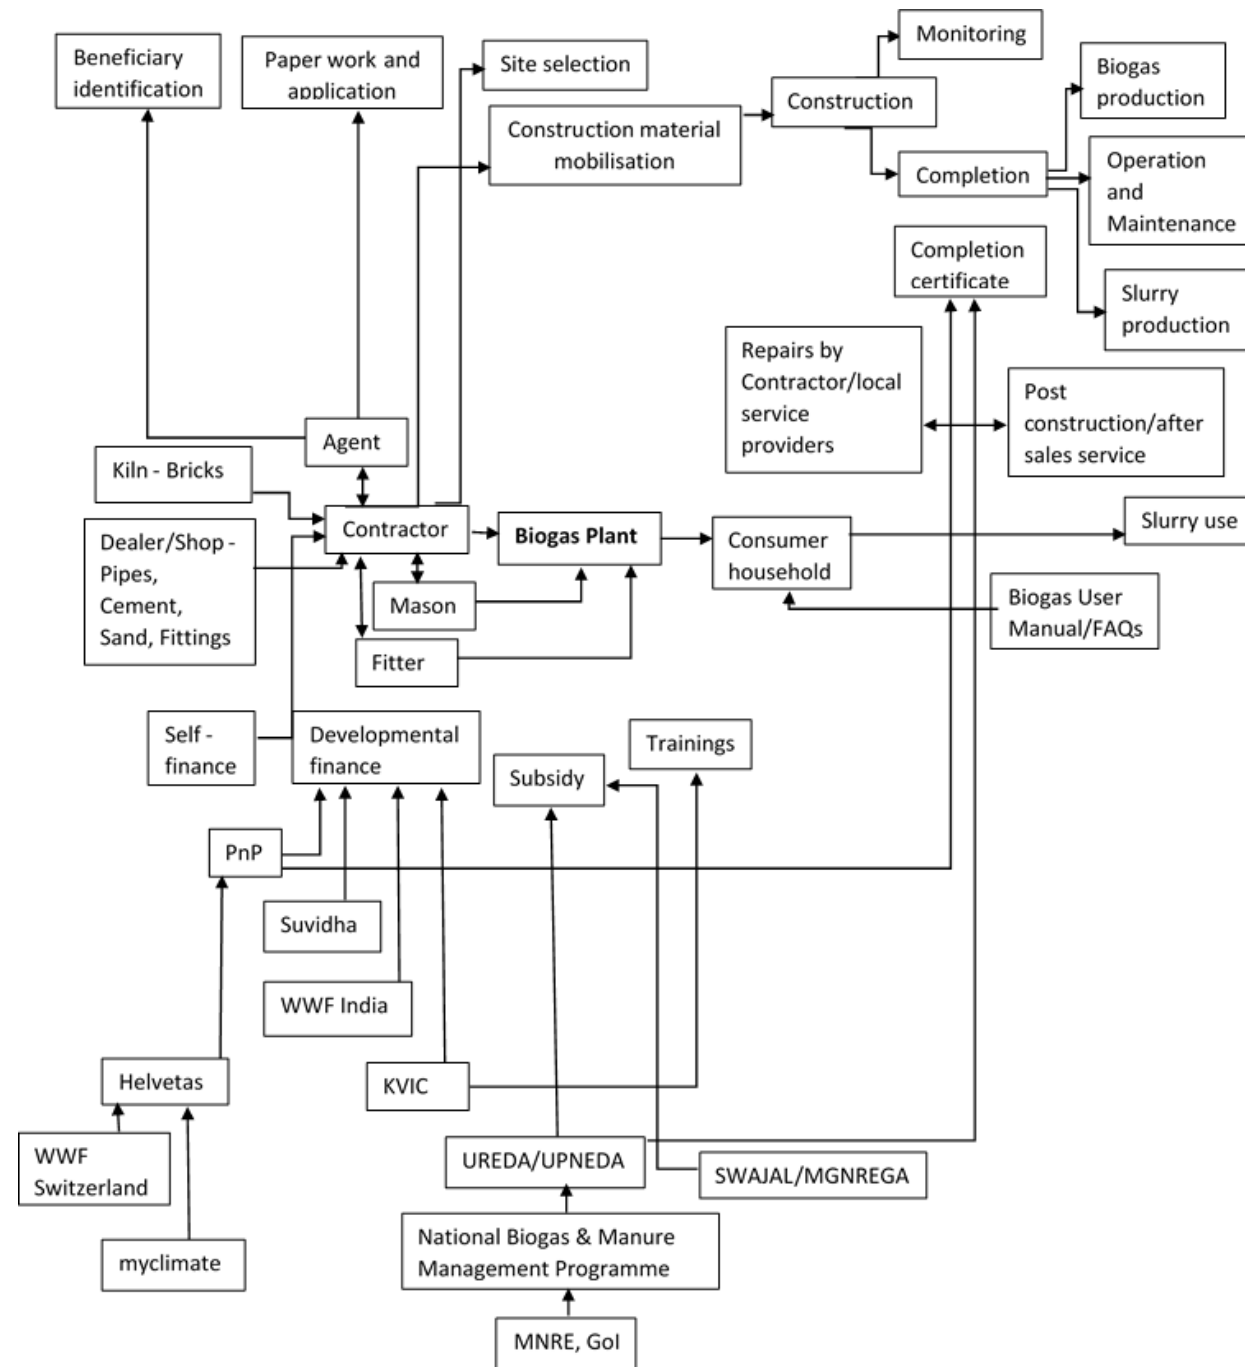 Beneficiary
identification
Paper work and
application
Site selection
Monitoring
Construction
Biogas
production
Construction material
mobilisation
Completion
Operation
and
Maintenance
Completion
certificate
Slurry
production
Repairs by
Contractor/local
service
providers
Post
construction/after
sales service
Agent
Kiln - Bricks
Contractor
Biogas Plant
Consumer
household
Slurry use
Dealer/Shop -
Pipes,
Cement,
Sand, Fittings
Mason
Fitter
Biogas User
Manual/FAQs
Self -
finance
Developmental
finance
Subsidy
Trainings
PnP
Suvidha
WWF India
Helvetas
KVIC
WWF
Switzerland
UREDA/UPNEDA
SWAJAL/MGNREGA
myclimate
National Biogas & Manure
Management Programme
MNRE, GoI